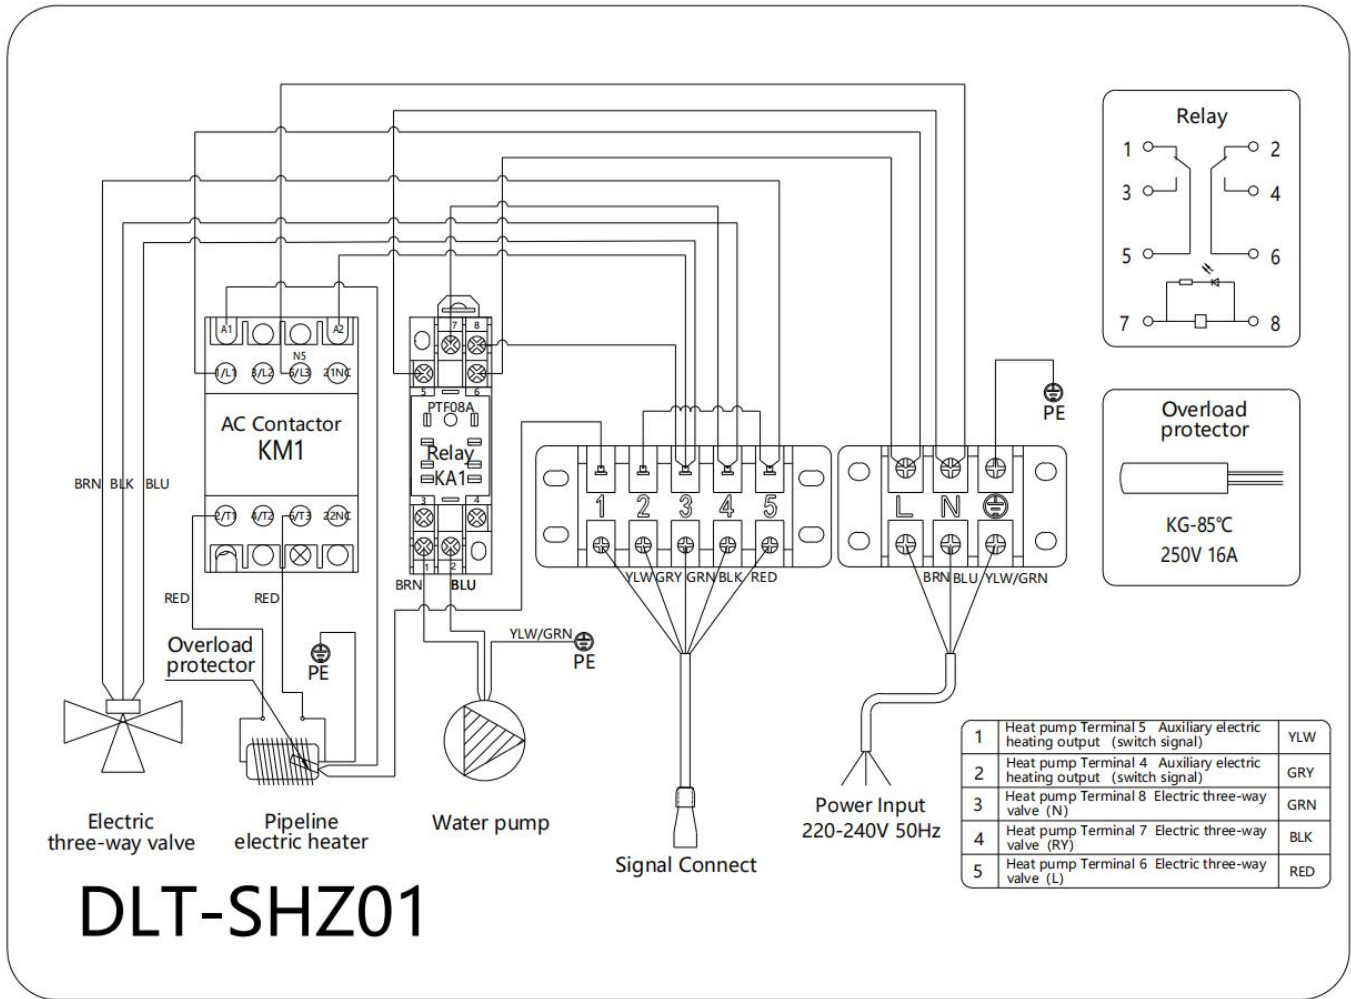 Relay
1
2
3
4
5
6
7
8
A1
A2
N5
1/L1
3/L2
5/L3
21NC
AC Contactor
KM1
2/T1
4/T2
5/T3
22NC
7
8
5
6
PTF08A
Relay
KA1
3
4
1
2
BRN
BLK
BLU
BRN
BLU
RED
RED
Overload
protector
PE
YLW/GRN
PE
1
2
3
4
5
YLW
GRY
GRN
BLK
RED
L
N
PE
BRN
BLU
YLW/GRN
Overload
protector
KG-85℃
250V 16A
Electric
three-way valve
Pipeline
electric heater
Water pump
Signal Connect
Power Input
220-240V 50Hz
1 Heat pump Terminal 5 Auxiliary electric
heating output (switch signal) YLW
2 Heat pump Terminal 4 Auxiliary electric
heating output (switch signal) GRY
3 Heat pump Terminal 8 Electric three-way
valve (N) GRN
4 Heat pump Terminal 7 Electric three-way
valve (RY) BLK
5 Heat pump Terminal 6 Electric three-way
valve (L) RED
DLT-SHZ01